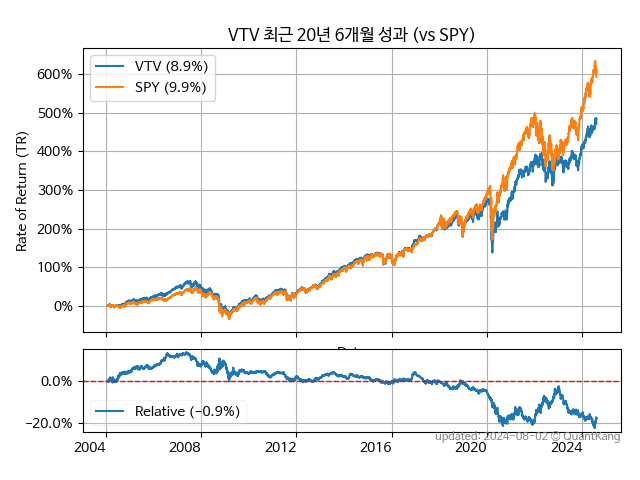 VTV 최근 20년 6개월 성과 (vs SPY)
VTV (8.9%)
SPY (9.9%)
Rate of Return (TR)
600%
500%
400%
300%
200%
100%
0%
0.0%
−20.0%
Relative (−0.9%)
2004 2008 2012 2016 2020 2024
updated: 2024-08-02 © QuantKang